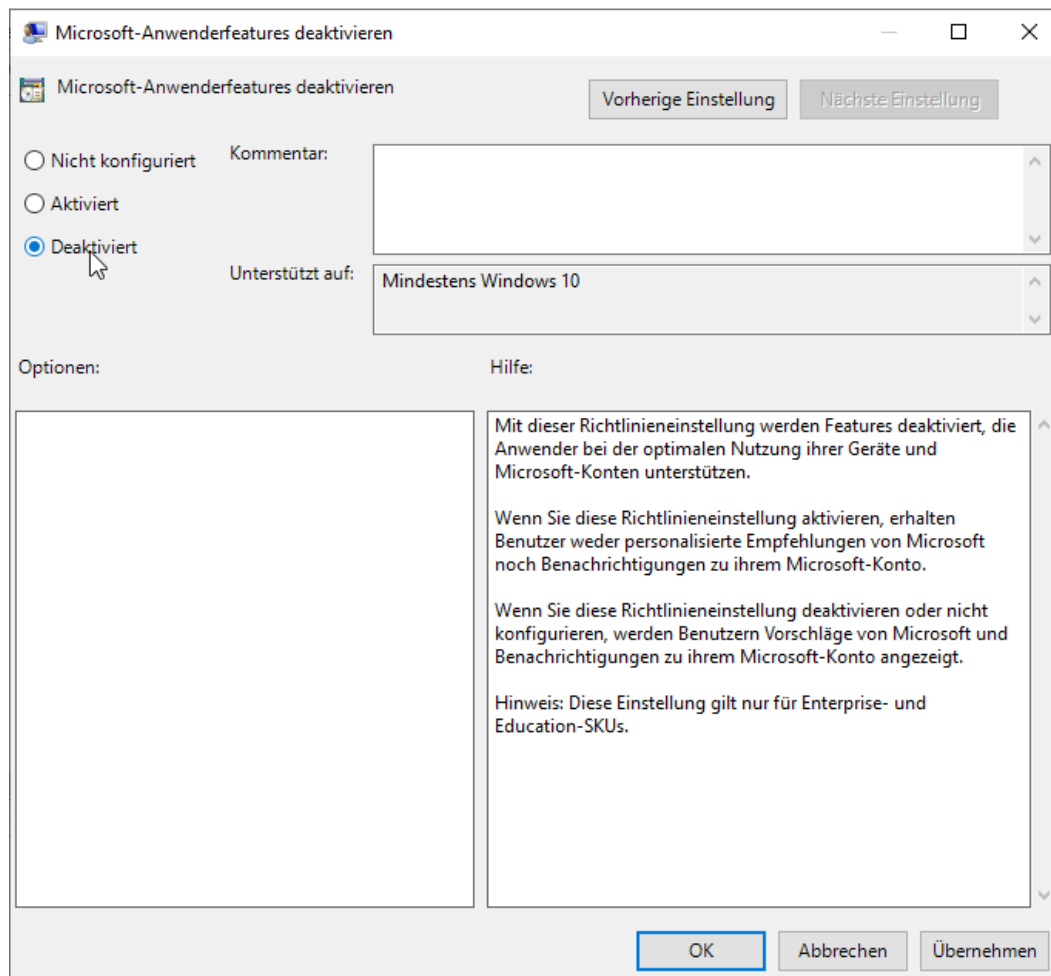 Microsoft-Anwenderfeatures deaktivieren
Microsoft-Anwenderfeatures deaktivieren
Vorherige Einstellung
Nächste Einstellung
Nicht konfiguriert
Kommentar:
Aktiviert
Deaktiviert
Unterstützt auf:
Mindestens Windows 10
Optionen:
Hilfe:
Mit dieser Richtlinieneinstellung werden Features deaktiviert, die
Anwender bei der optimalen Nutzung ihrer Geräte und
Microsoft-Konten unterstützen.
Wenn Sie diese Richtlinieneinstellung aktivieren, erhalten
Benutzer weder personalisierte Empfehlungen von Microsoft
noch Benachrichtigungen zu ihrem Microsoft-Konto.
Wenn Sie diese Richtlinieneinstellung deaktivieren oder nicht
konfigurieren, werden Benutzern Vorschläge von Microsoft und
Benachrichtigungen zu ihrem Microsoft-Konto angezeigt.
Hinweis: Diese Einstellung gilt nur für Enterprise- und
Education-SKUs.
OK
Abbrechen
Übernehmen